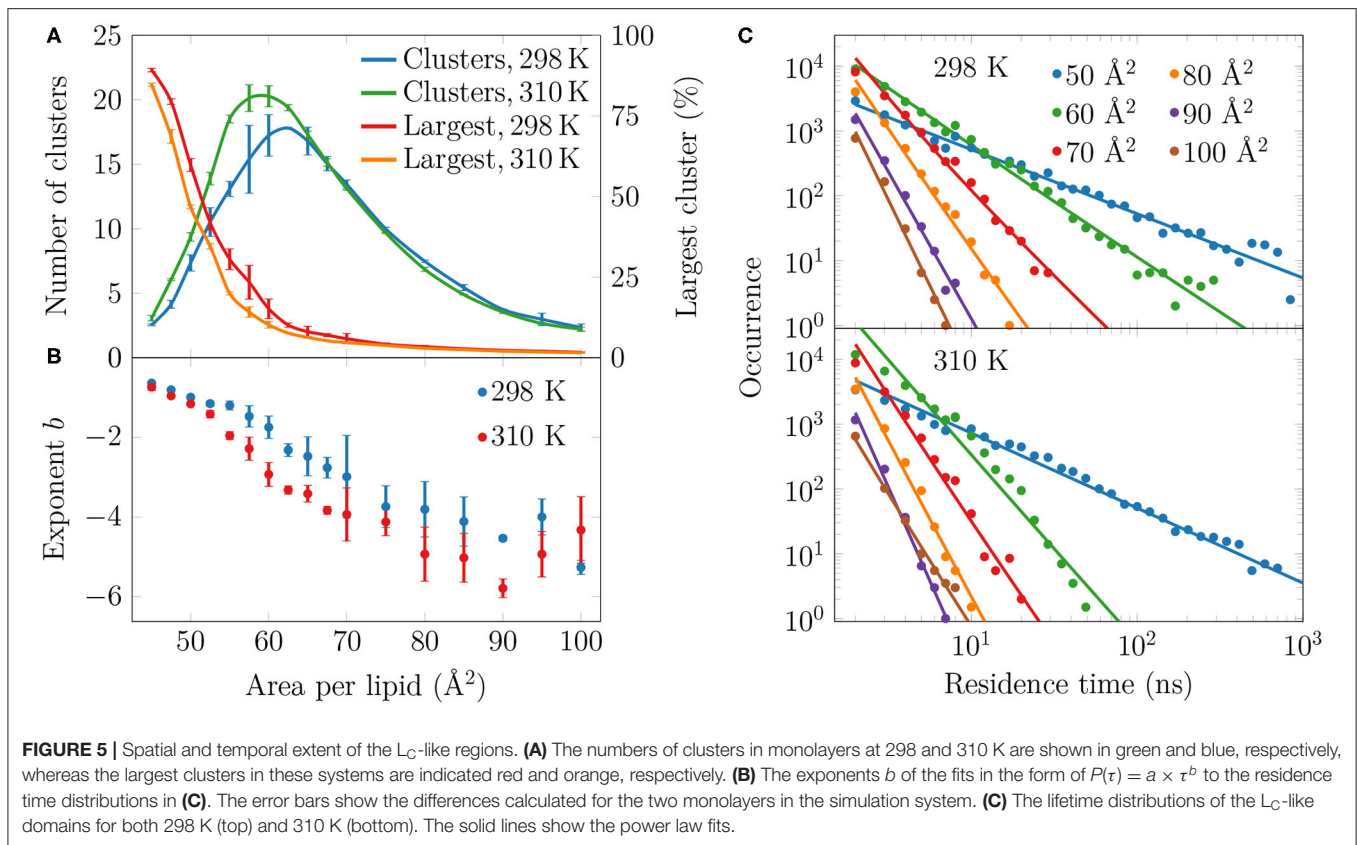 A
25
20
15
10
5
0
Number of clusters
100
75
50
25
0
Largest cluster (%)
Clusters, 298 K
Clusters, 310 K
Largest, 298 K
Largest, 310 K
B
−2
−4
−6
Exponent b
298 K
310 K
50 60 70 80 90 100
Area per lipid (Å²)
C
298 K
50 Å²
60 Å²
70 Å²
80 Å²
90 Å²
100 Å²
10⁴
10³
10²
10¹
10⁰
Occurrence
310 K
10⁴
10³
10²
10¹
10⁰
10¹ 10² 10³
Residence time (ns)
FIGURE 5 | Spatial and temporal extent of the L_C-like regions. (A) The numbers of clusters in monolayers at 298 and 310 K are shown in green and blue, respectively,
whereas the largest clusters in these systems are indicated red and orange, respectively. (B) The exponents b of the fits in the form of P(τ) = a × τᵇ to the residence
time distributions in (C). The error bars show the differences calculated for the two monolayers in the simulation system. (C) The lifetime distributions of the L_C-like
domains for both 298 K (top) and 310 K (bottom). The solid lines show the power law fits.